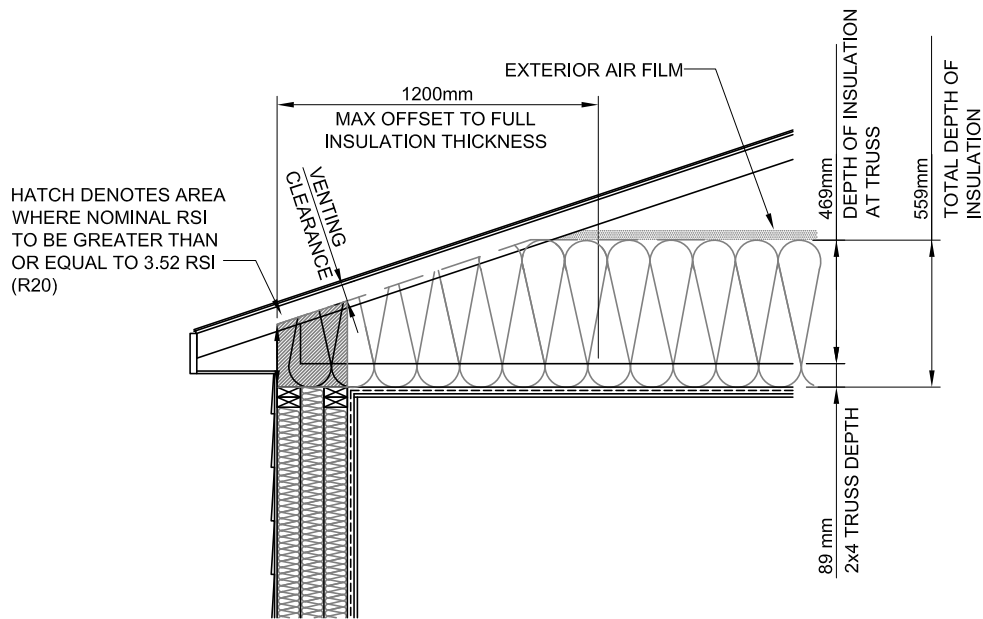 EXTERIOR AIR FILM
1200mm
MAX OFFSET TO FULL
INSULATION THICKNESS
VENTING
CLEARANCE
HATCH DENOTES AREA
WHERE NOMINAL RSI
TO BE GREATER THAN
OR EQUAL TO 3.52 RSI
(R20)
469mm
DEPTH OF INSULATION
AT TRUSS
559mm
TOTAL DEPTH OF
INSULATION
89 mm
2x4 TRUSS DEPTH